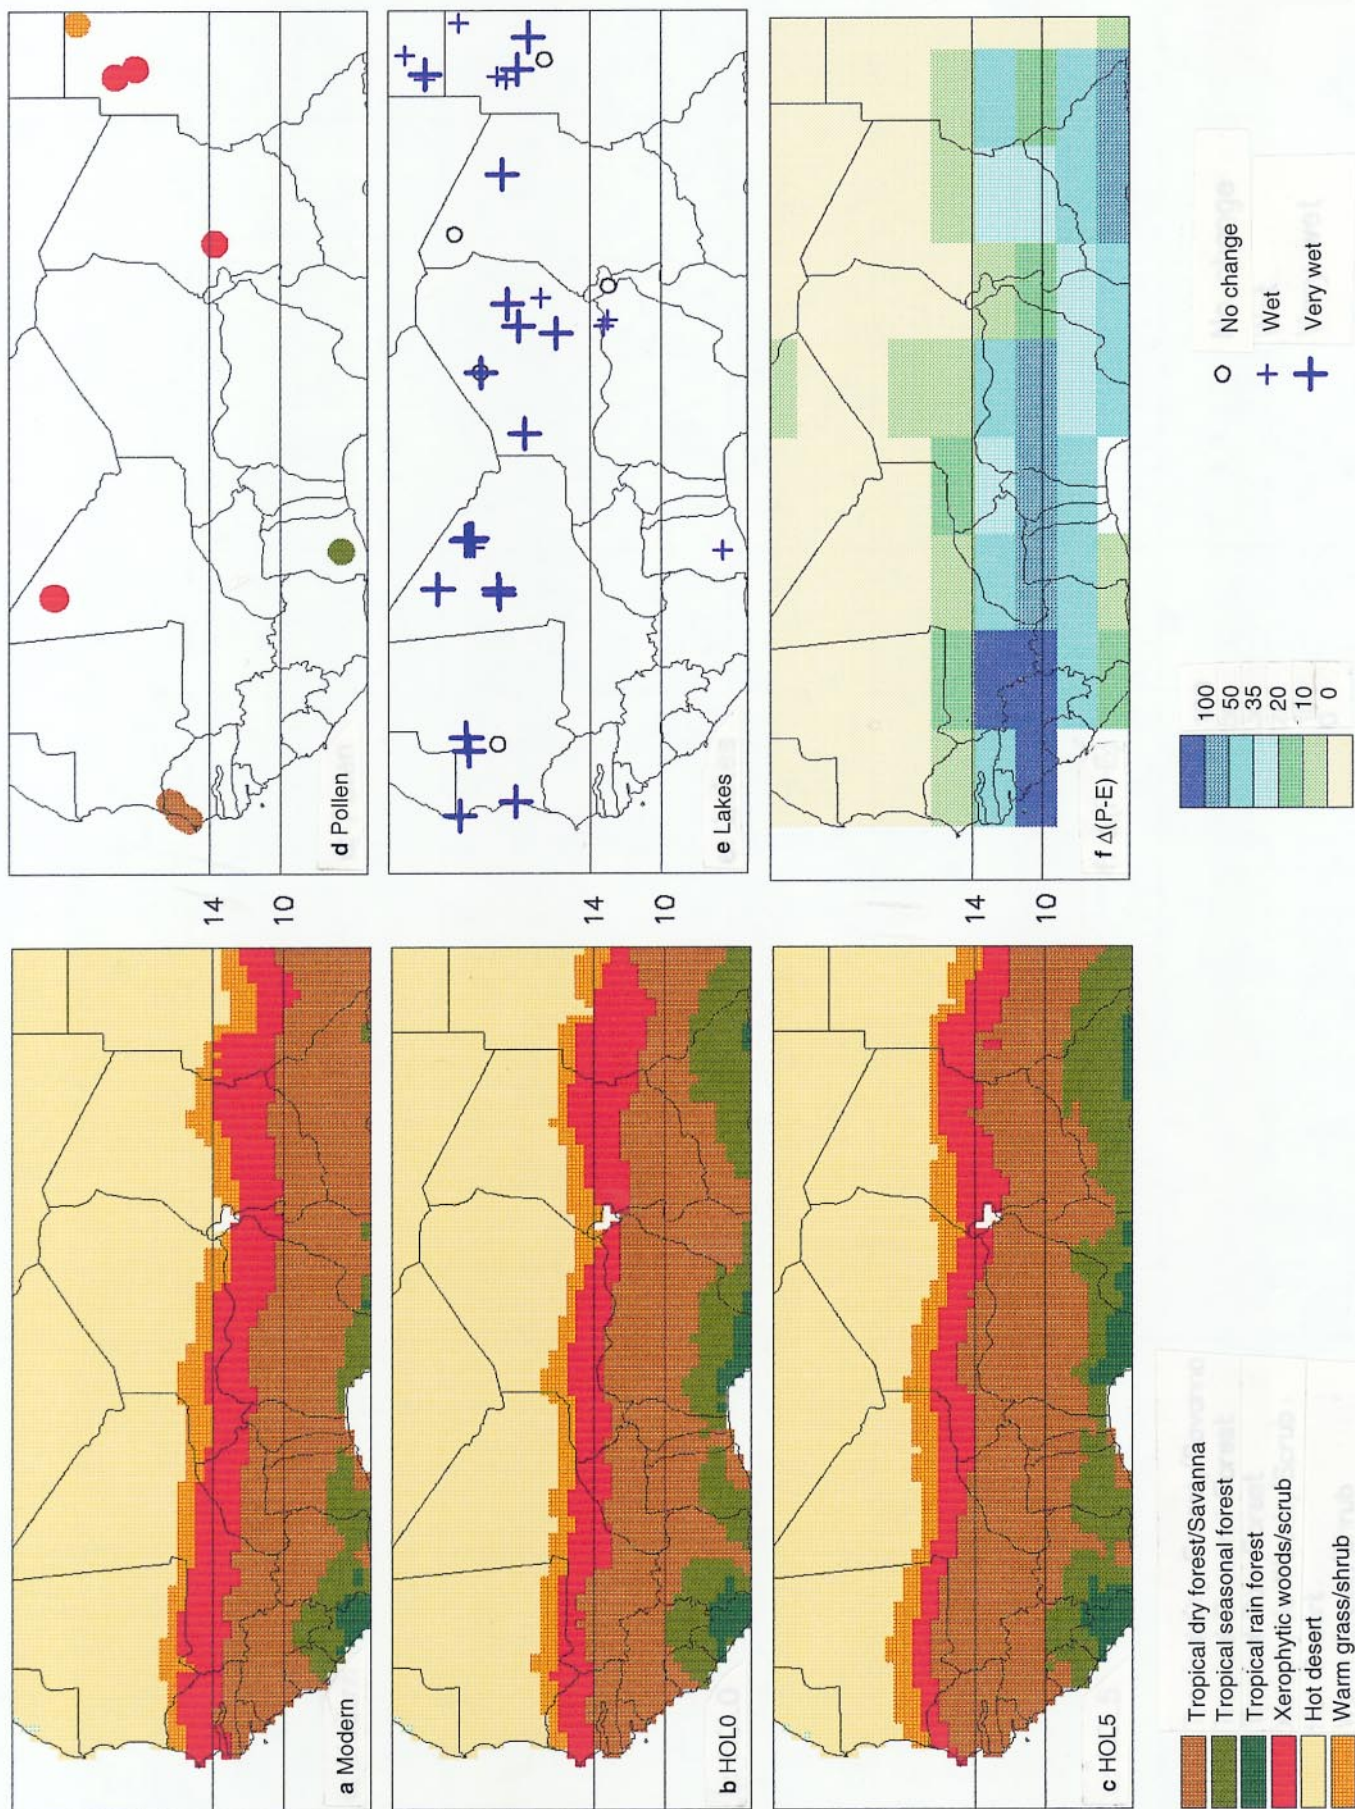 a Modern
b HOL0
c HOL5
14
10
14
10
14
10
d Pollen
e Lakes
f Δ(P-E)
Tropical dry forest/Savanna
Tropical seasonal forest
Tropical rain forest
Xerophytic woods/scrub
Hot desert
Warm grass/shrub
100
50
35
20
10
0
No change
Wet
Very wet